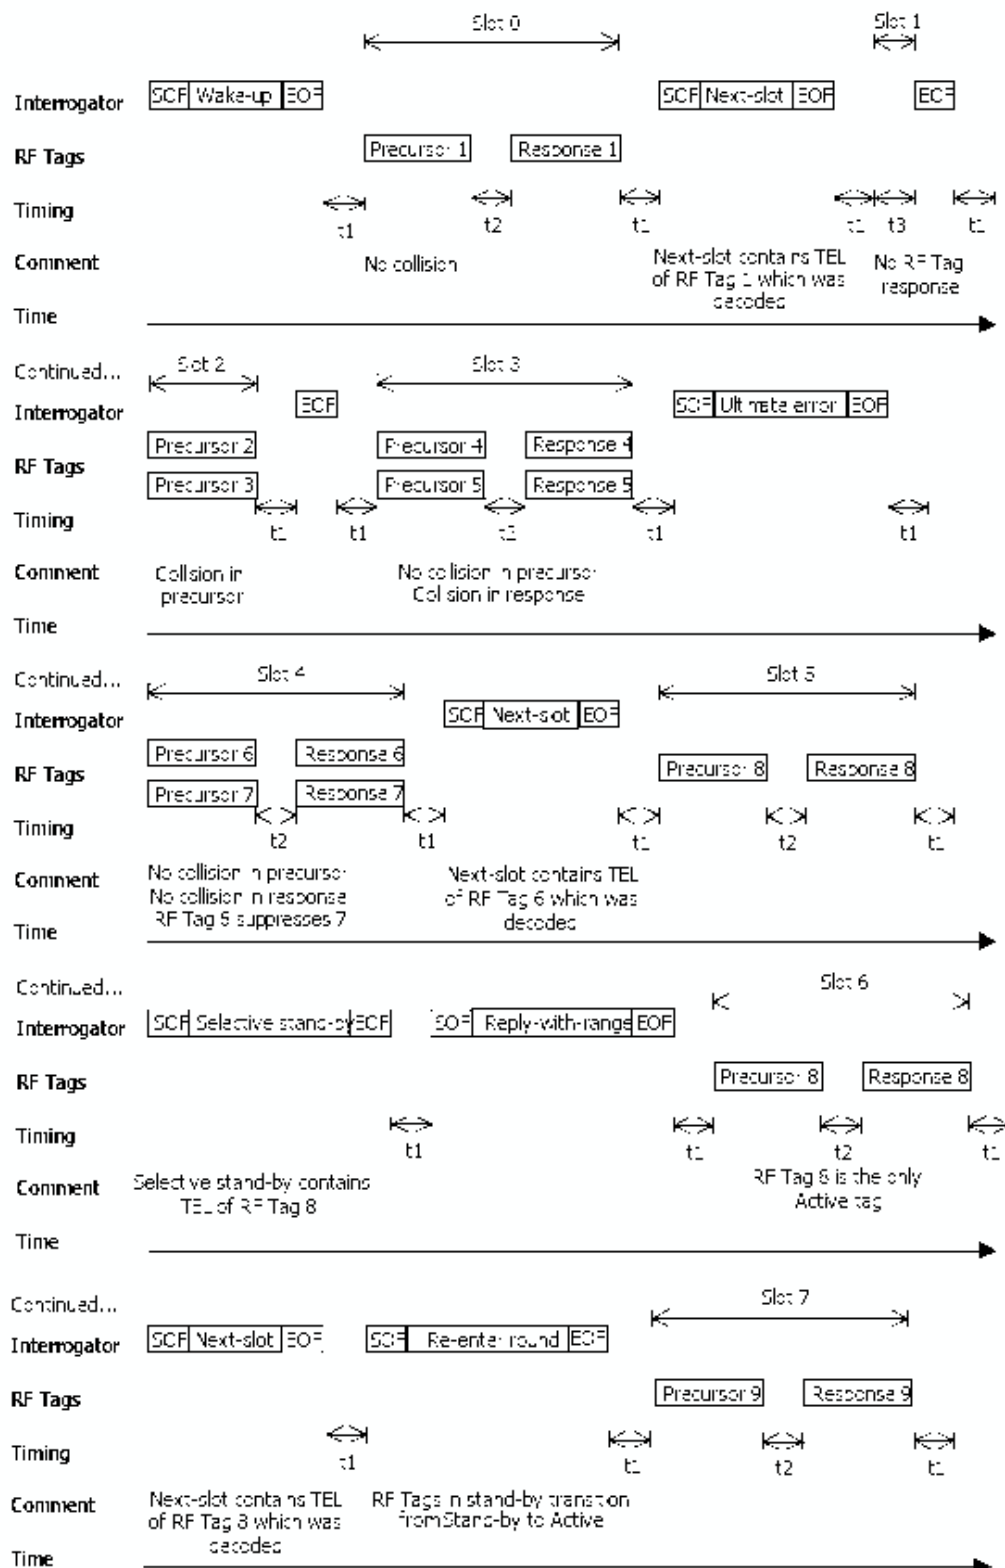 Slot 0 Slot 1
Interrogator SOF Wake-up EOF SOF Next-slot EOF EOF
RF Tags Precursor 1 Response 1
Timing t1 t2 t1 t1 t3 t1
Comment No collision Next-slot contains TEL of RF Tag 1 which was decoded No RF Tag response
Time
Continued... Slot 2 Slot 3
Interrogator EOF SOF Ultimate error EOF
RF Tags Precursor 2 Precursor 4 Response 4
Precursor 3 Precursor 5 Response 5
Timing t1 t1 t3 t1 t1
Comment Collision in precursor No collision in precursor Collision in response
Time
Continued... Slot 4 Slot 5
Interrogator SOF Next-slot EOF
RF Tags Precursor 6 Response 6 Precursor 8 Response 8
Precursor 7 Response 7
Timing t2 t1 t1 t2 t1
Comment No collision in precursor No collision in response RF Tag 6 suppresses 7 Next-slot contains TEL of RF Tag 6 which was decoded
Time
Continued... Slot 6
Interrogator SOF Selective stand-by EOF SOF Reply-with-range EOF
RF Tags Precursor 8 Response 8
Timing t1 t1 t2 t1
Comment Selective stand-by contains TEL of RF Tag 8 RF Tag 8 is the only Active tag
Time
Continued... Slot 7
Interrogator SOF Next-slot EOF SOF Re-enter round EOF
RF Tags Precursor 9 Response 9
Timing t1 t1 t2 t1
Comment Next-slot contains TEL of RF Tag 8 which was decoded RF Tags in stand-by transition from Stand-by to Active
Time